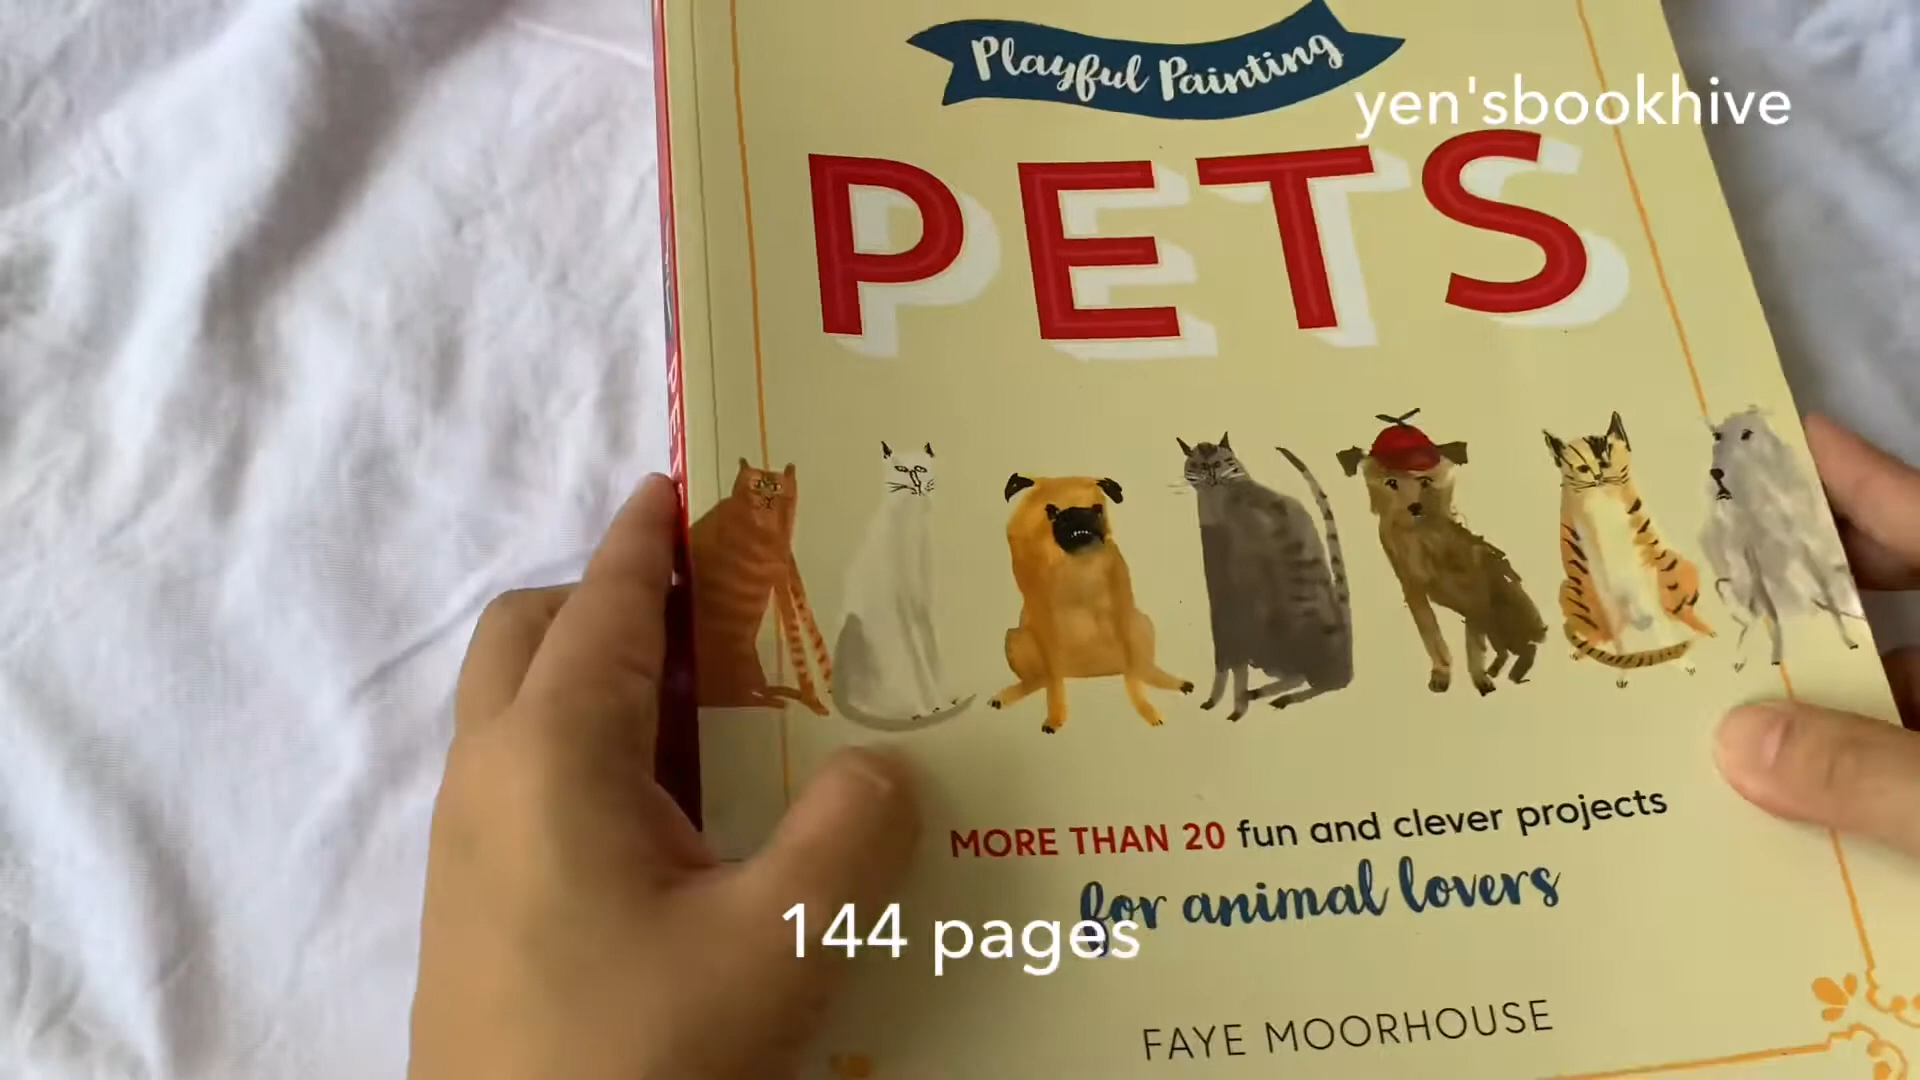 Playful Painting
yen'sbookhive
PETS
MORE THAN 20 fun and clever projects
for animal lovers
144 pages
FAYE MOORHOUSE